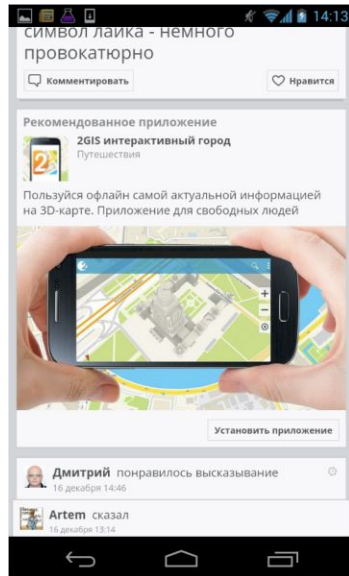 14:13
символ лайка - немного
провокатюрно
Комментировать
Нравится
Рекомендованное приложение
2GIS интерактивный город
Путешествия
Пользуйся офлайн самой актуальной информацией
на 3D-карте. Приложение для свободных людей
Установить приложение
Дмитрий понравилось высказывание
16 декабря 14:46
Artem сказал
16 декабря 13:14